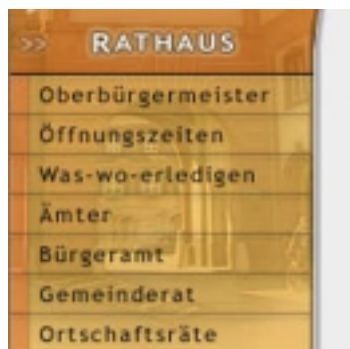 >> RATHAUS
Oberbürgermeister
Öffnungszeiten
Was-wo-erledigen
Ämter
Bürgeramt
Gemeinderat
Ortschaftsräte